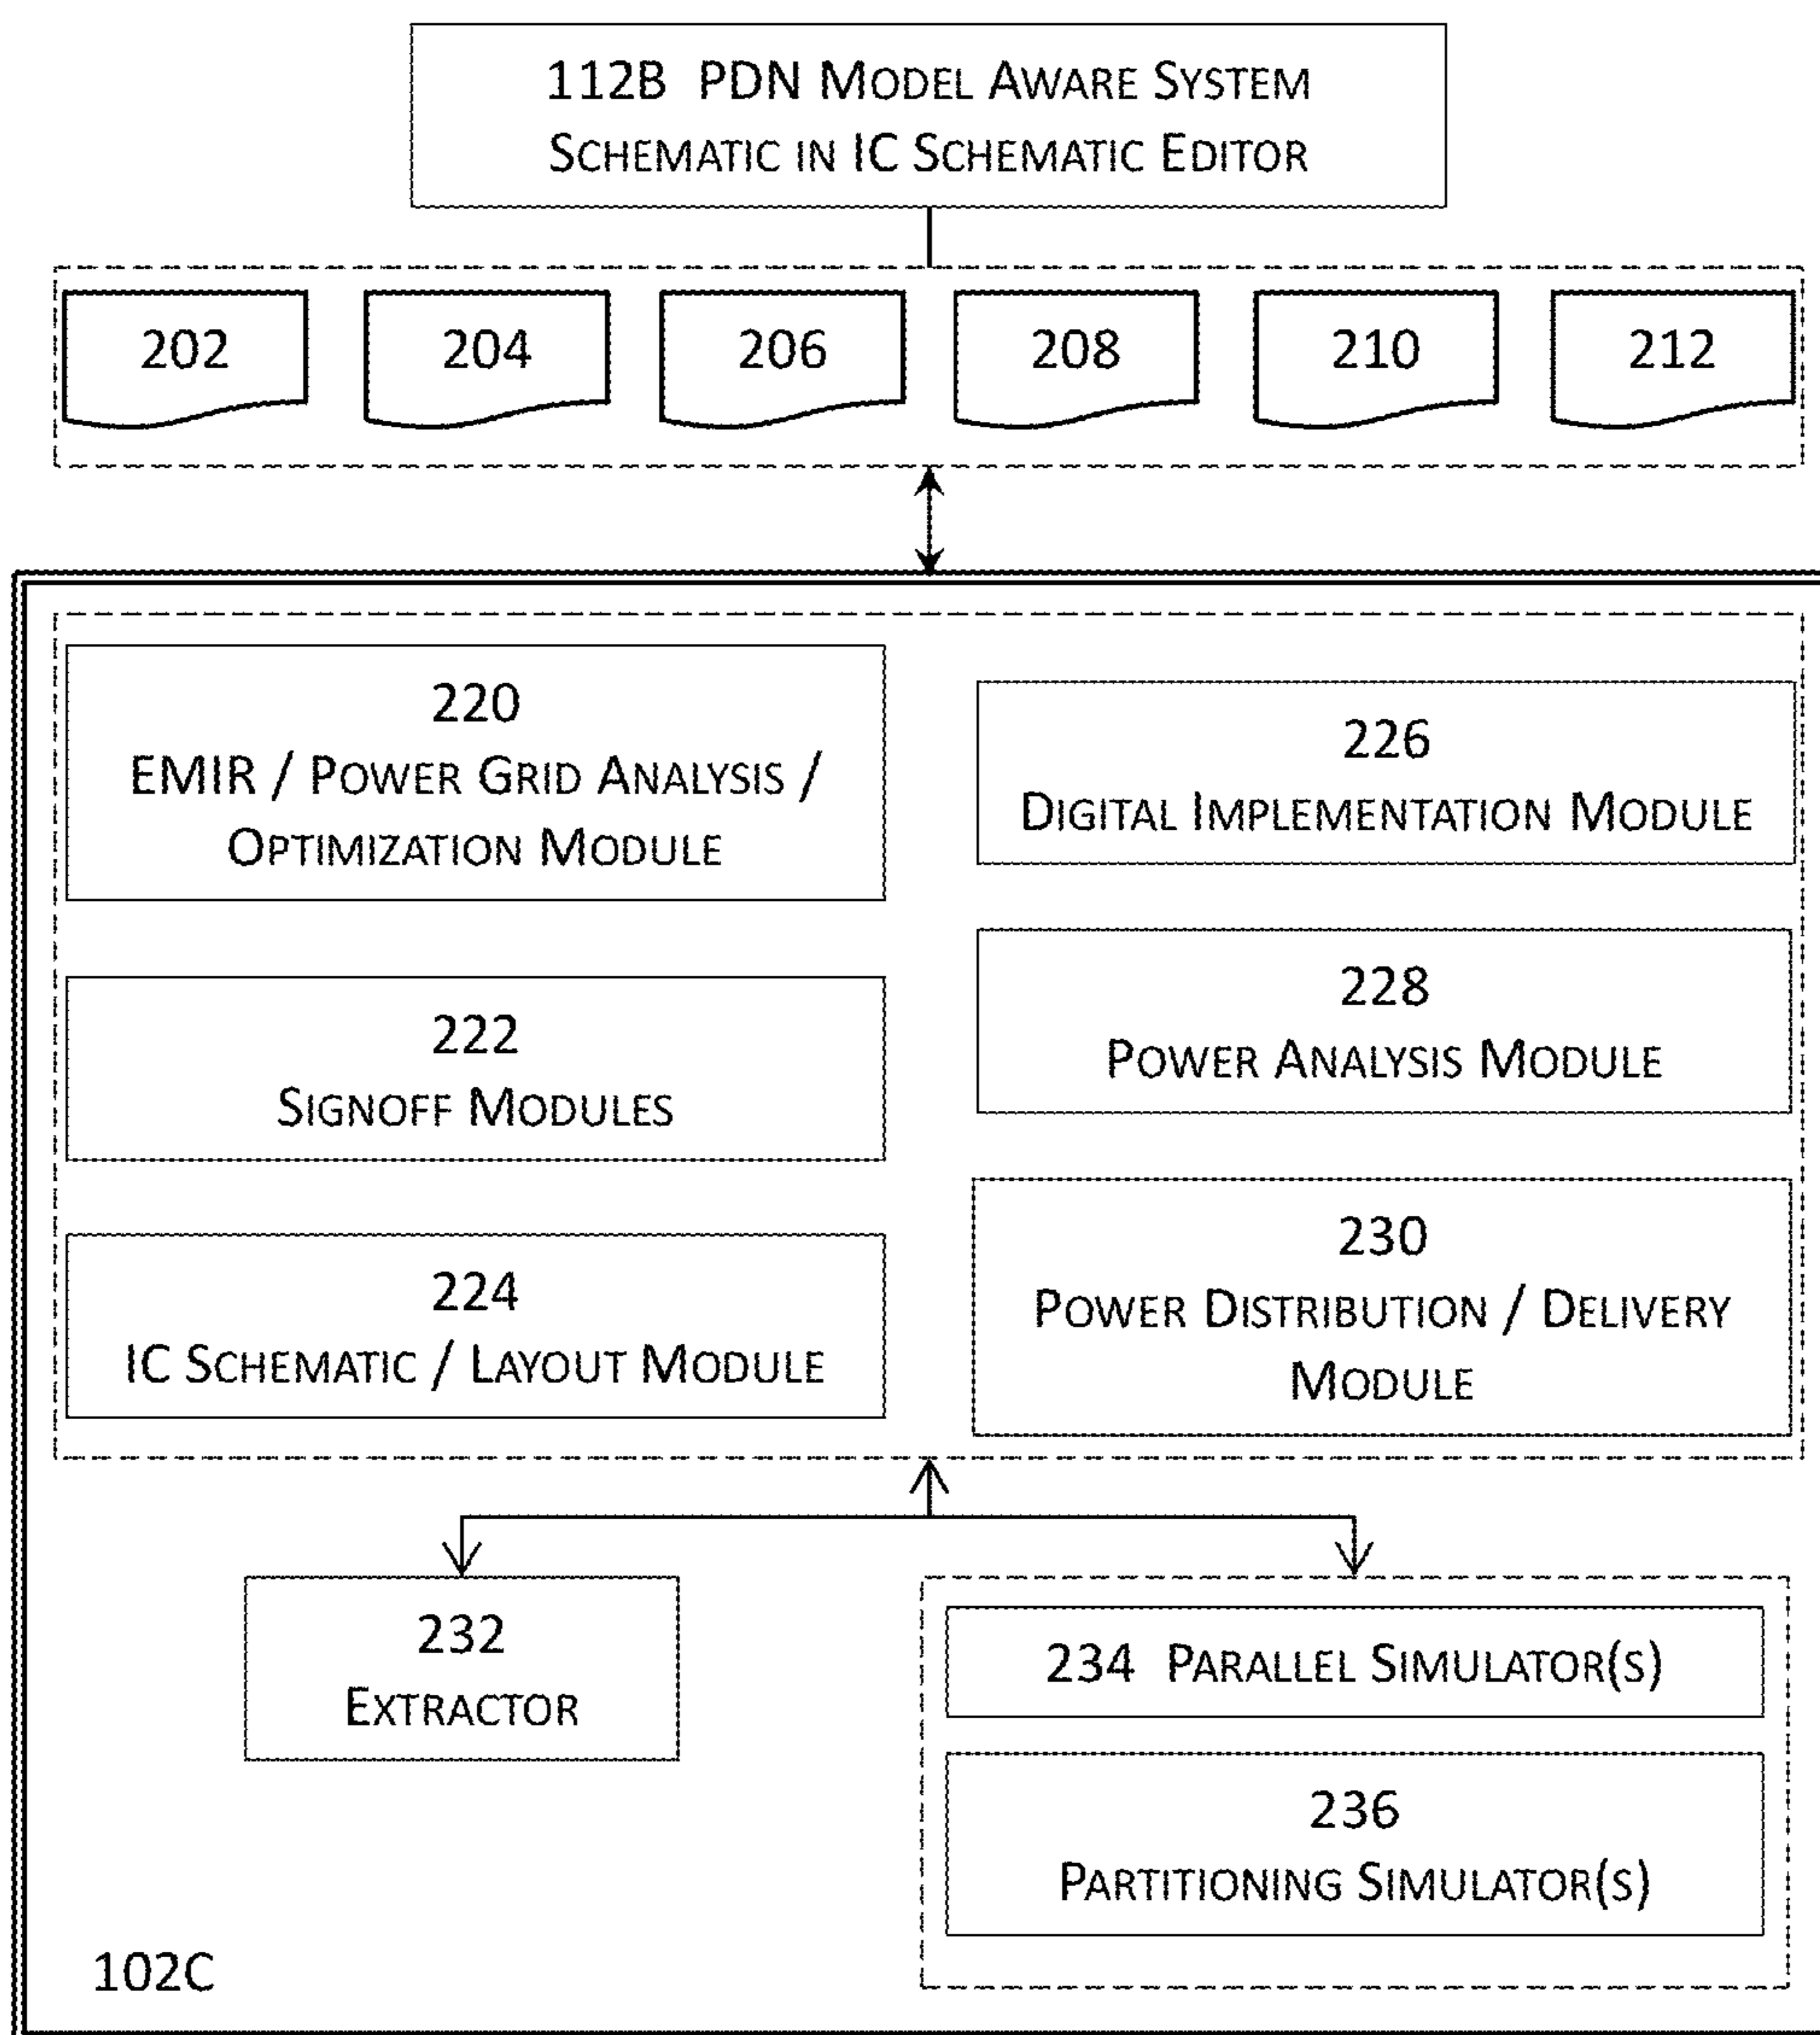 112B PDN MODEL AWARE SYSTEM
SCHEMATIC IN IC SCHEMATIC EDITOR
202 204 206 208 210 212
220
EMIR / POWER GRID ANALYSIS /
OPTIMIZATION MODULE
226
DIGITAL IMPLEMENTATION MODULE
222
SIGNOFF MODULES
228
POWER ANALYSIS MODULE
224
IC SCHEMATIC / LAYOUT MODULE
230
POWER DISTRIBUTION / DELIVERY
MODULE
232
EXTRACTOR
234 PARALLEL SIMULATOR(S)
236
PARTITIONING SIMULATOR(S)
102C